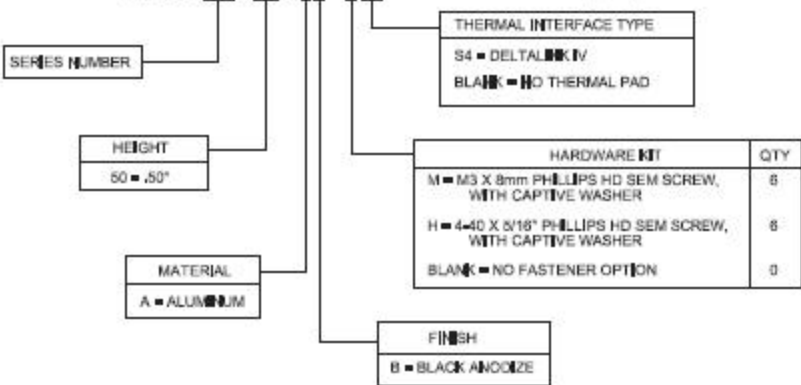 THERMAL INTERFACE TYPE
S4 = DELTALINK IV
BLANK = NO THERMAL PAD
SERIES NUMBER
HEIGHT
50 = .50"
HARDWARE KIT QTY
M = M3 X 8mm PHILLIPS HD SEM SCREW, 6
WITH CAPTIVE WASHER
H = 4-40 X 5/16" PHILLIPS HD SEM SCREW, 6
WITH CAPTIVE WASHER
BLANK = NO FASTENER OPTION 0
MATERIAL
A = ALUMINUM
FINISH
B = BLACK ANODIZE